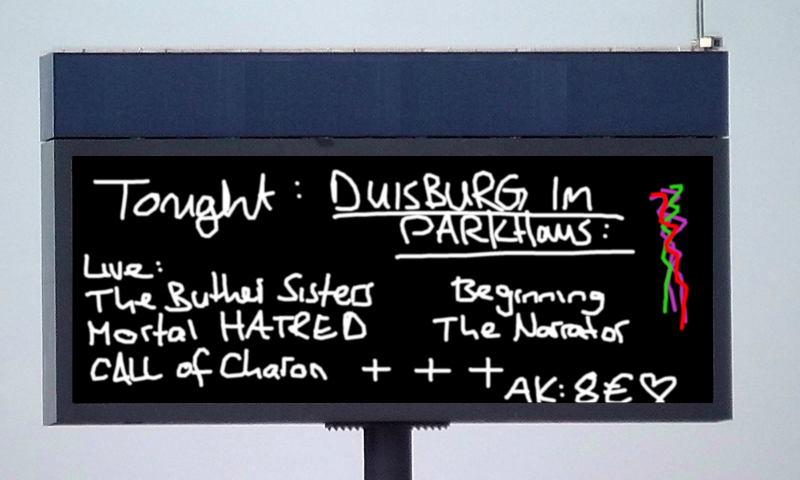 Tonight: DUISBURG, Im
PARKHaus:
Live:
The Buther Sisters
Mortal HATRED
CALL of Charon + + +
Beginning
The Narrator
AK: 8€ ♡